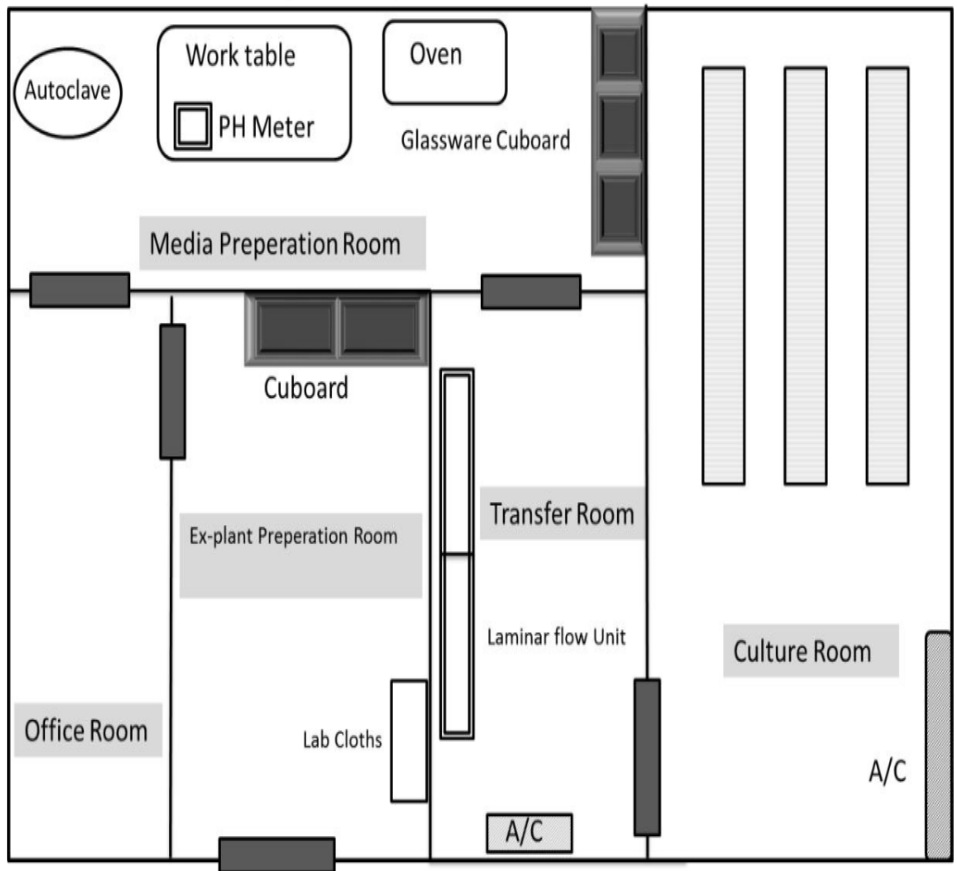 Autoclave
Work table
PH Meter
Oven
Glassware Cuboard
Media Preperation Room
Cuboard
Ex-plant Preperation Room
Transfer Room
Laminar flow Unit
Culture Room
Office Room
Lab Cloths
A/C
A/C